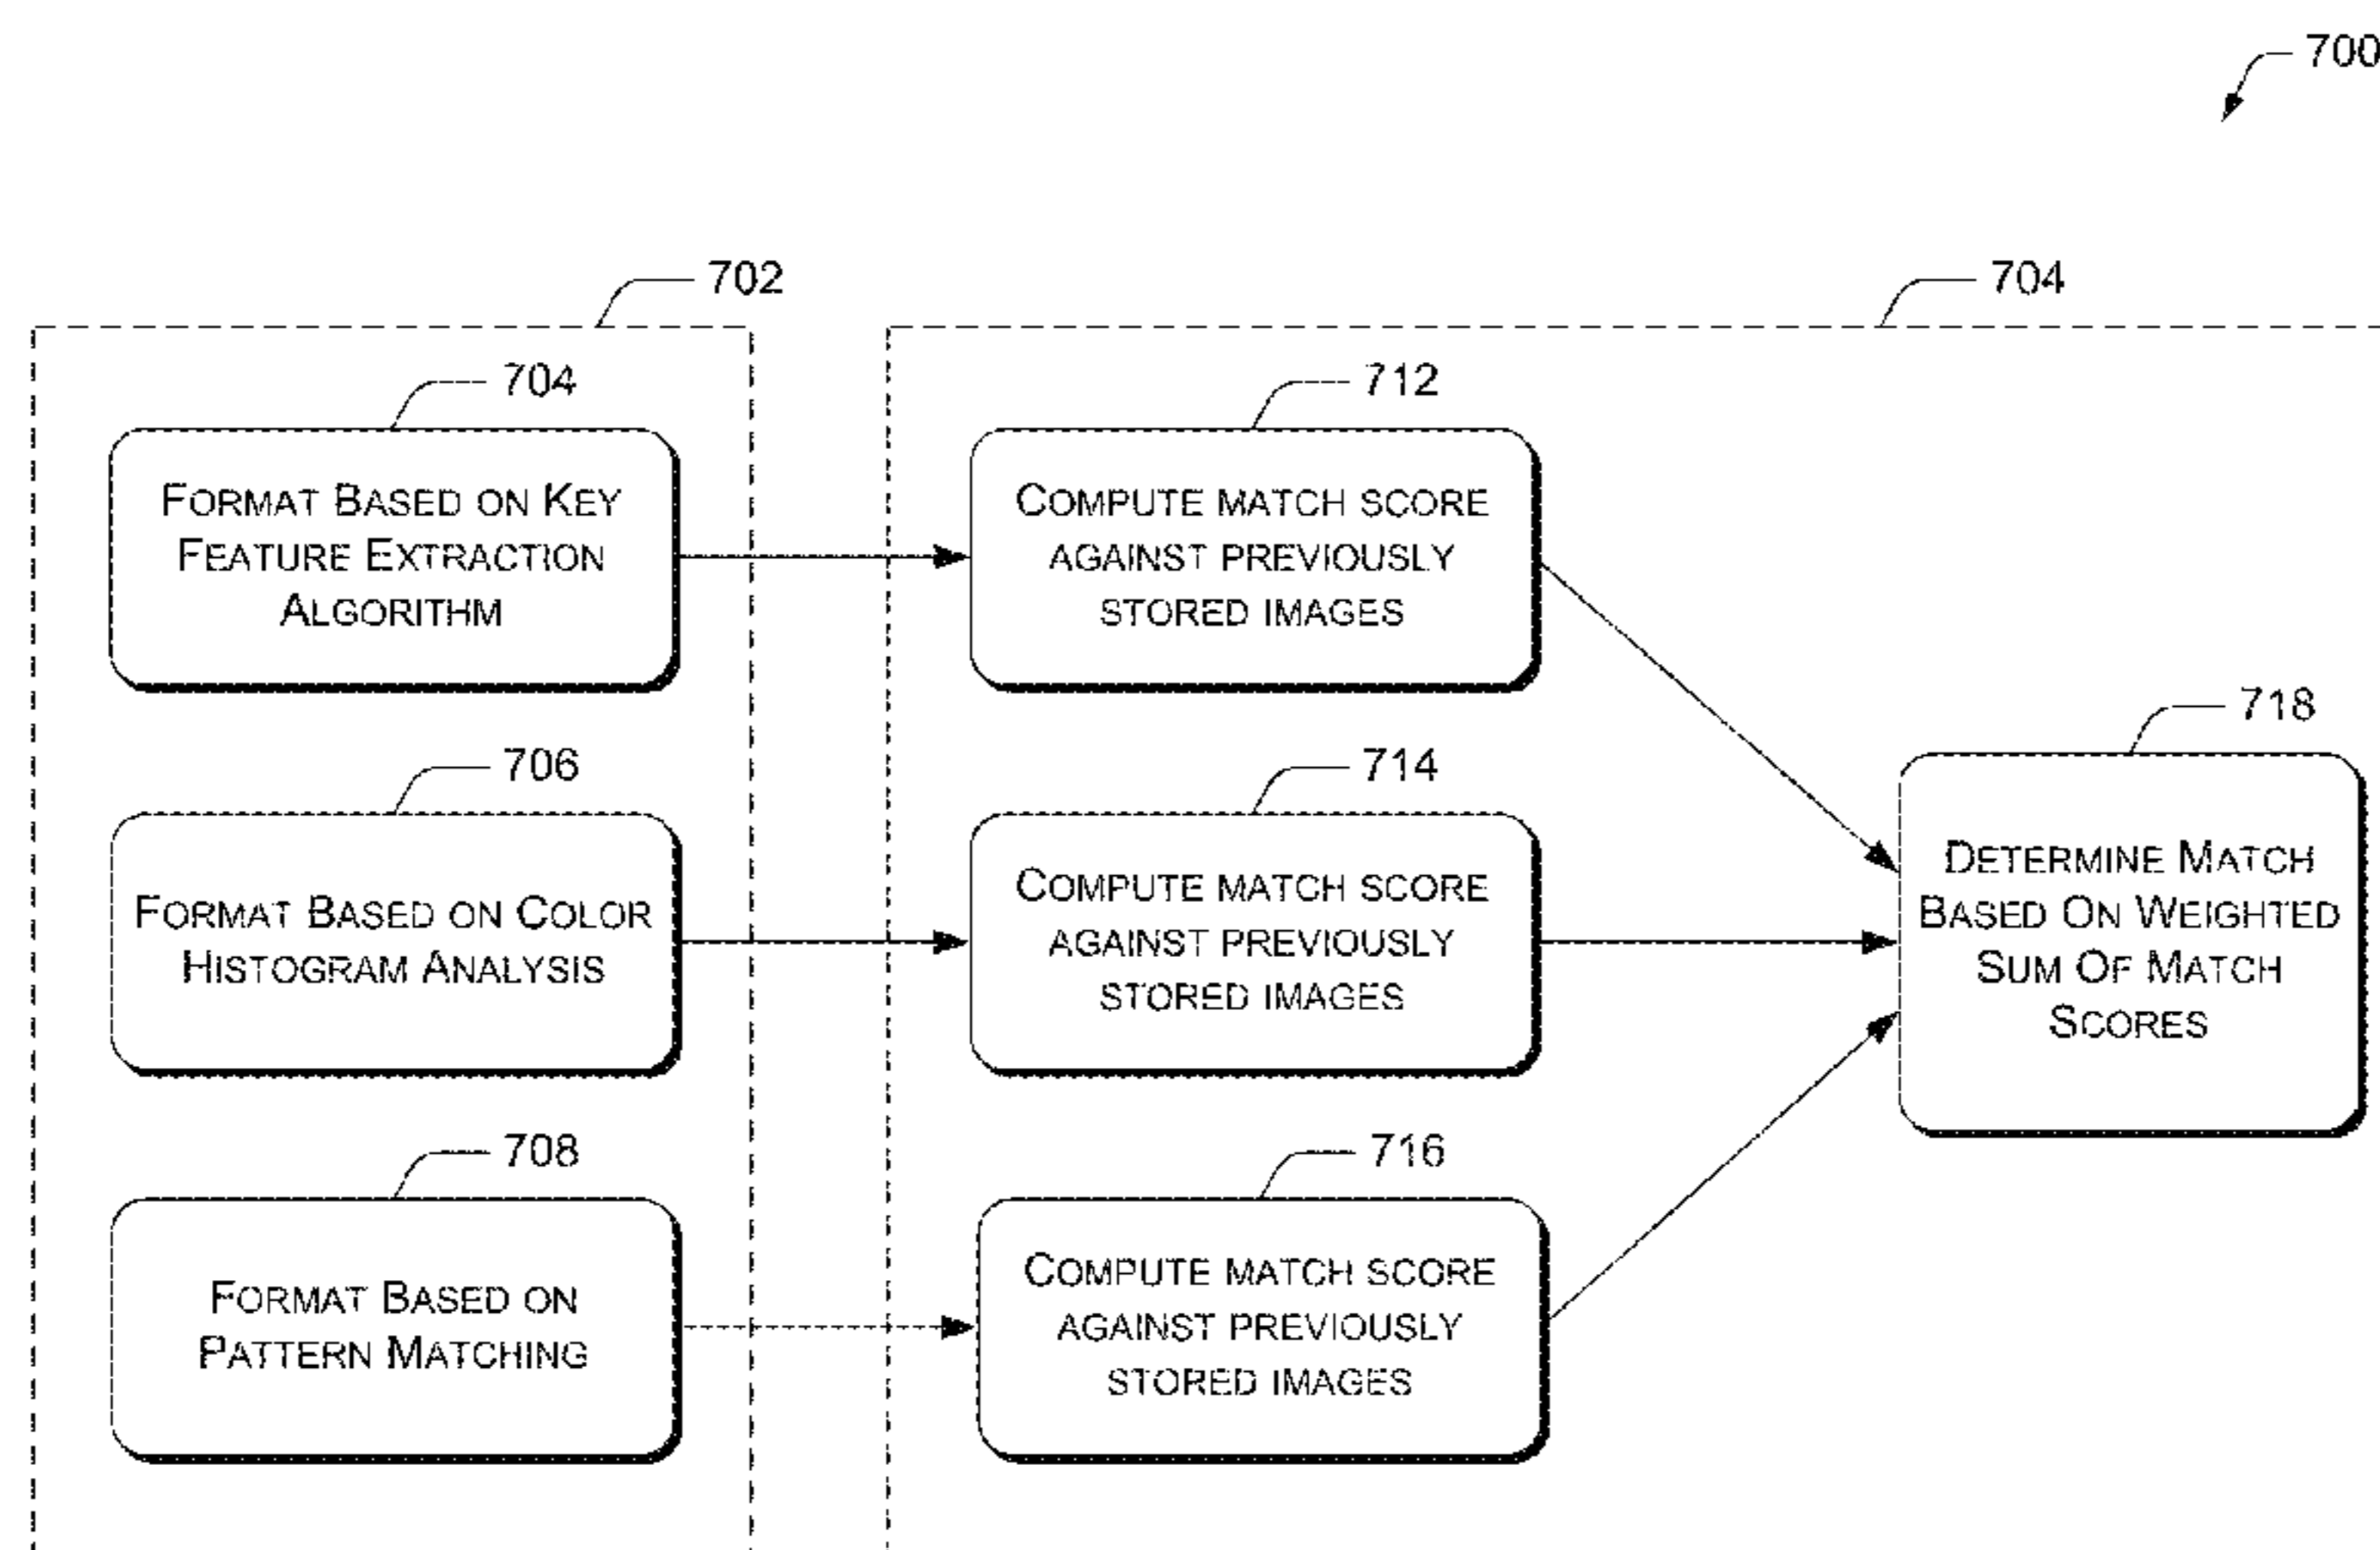 700
702
704
704
712
FORMAT BASED ON KEY
FEATURE EXTRACTION
ALGORITHM
COMPUTE MATCH SCORE
AGAINST PREVIOUSLY
STORED IMAGES
718
706
714
FORMAT BASED ON COLOR
HISTOGRAM ANALYSIS
COMPUTE MATCH SCORE
AGAINST PREVIOUSLY
STORED IMAGES
DETERMINE MATCH
BASED ON WEIGHTED
SUM OF MATCH
SCORES
708
716
FORMAT BASED ON
PATTERN MATCHING
COMPUTE MATCH SCORE
AGAINST PREVIOUSLY
STORED IMAGES